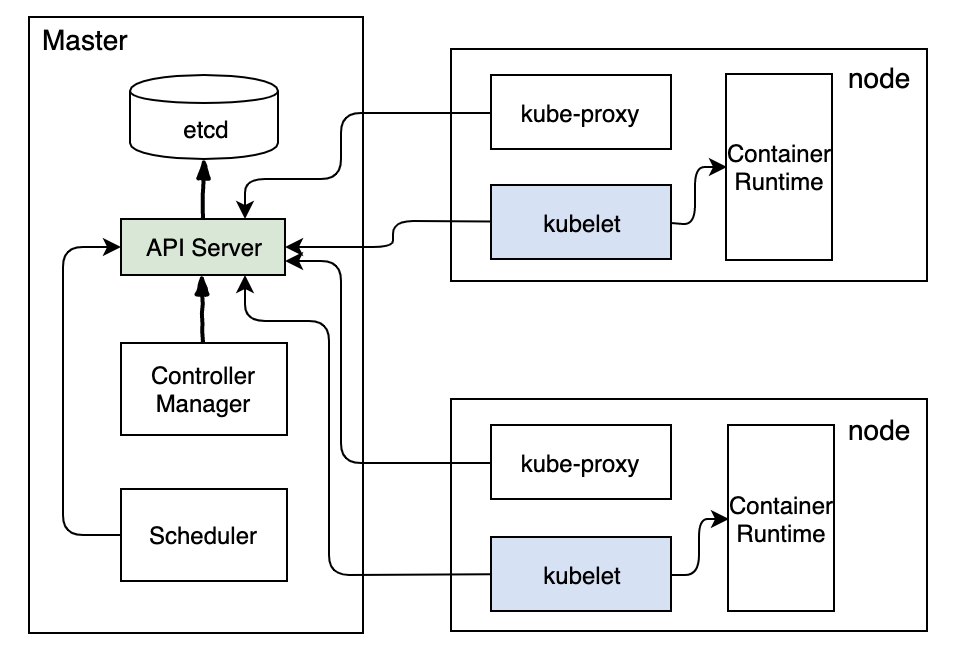 Master
etcd
API Server
Controller
Manager
Scheduler
node
kube-proxy
kubelet
Container
Runtime
node
kube-proxy
kubelet
Container
Runtime